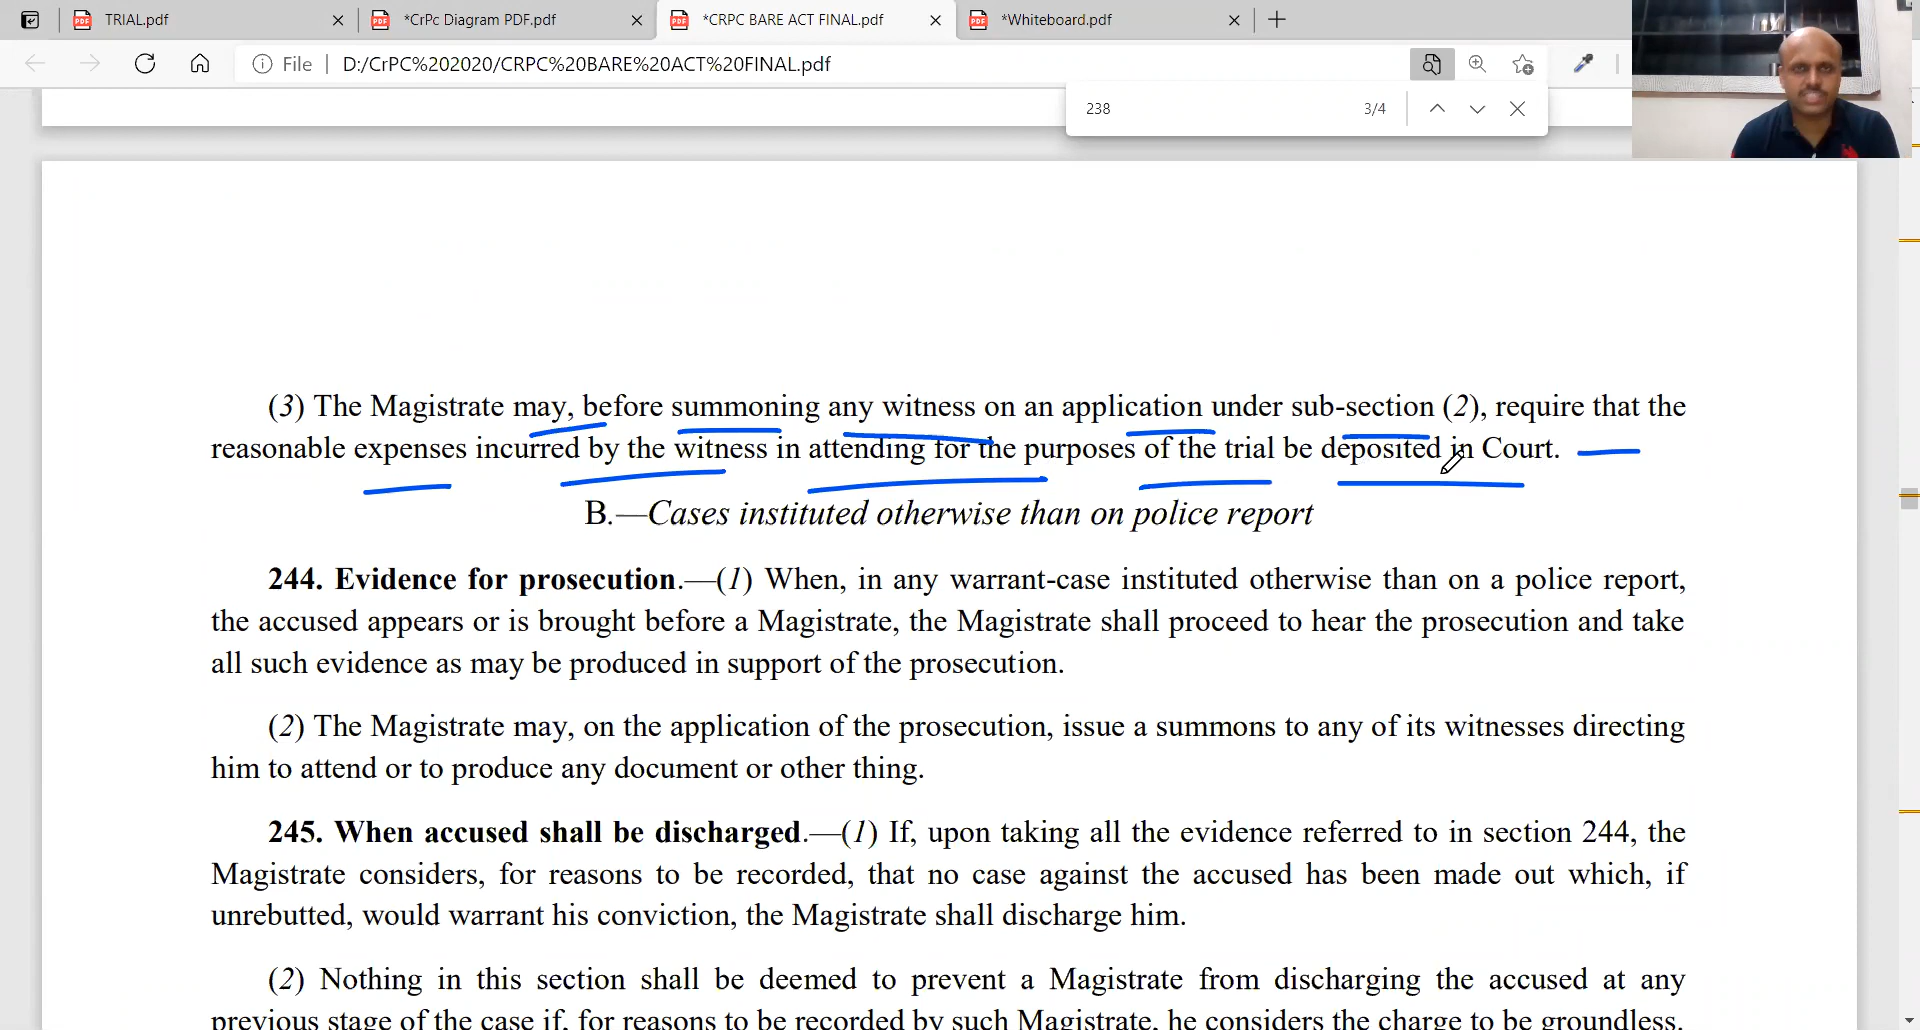 TRIAL.pdf
*CrPc Diagram PDF.pdf
*CRPC BARE ACT FINAL.pdf
*Whiteboard.pdf
File
D:/CrPC%202020/CRPC%20BARE%20ACT%20FINAL.pdf
238
3/4
(3) The Magistrate may, before summoning any witness on an application under sub-section (2), require that the
reasonable expenses incurred by the witness in attending for the purposes of the trial be deposited in Court.
B.—Cases instituted otherwise than on police report
244. Evidence for prosecution.—(1) When, in any warrant-case instituted otherwise than on a police report,
the accused appears or is brought before a Magistrate, the Magistrate shall proceed to hear the prosecution and take
all such evidence as may be produced in support of the prosecution.
(2) The Magistrate may, on the application of the prosecution, issue a summons to any of its witnesses directing
him to attend or to produce any document or other thing.
245. When accused shall be discharged.—(1) If, upon taking all the evidence referred to in section 244, the
Magistrate considers, for reasons to be recorded, that no case against the accused has been made out which, if
unrebutted, would warrant his conviction, the Magistrate shall discharge him.
(2) Nothing in this section shall be deemed to prevent a Magistrate from discharging the accused at any
previous stage of the case if, for reasons to be recorded by such Magistrate, he considers the charge to be groundless.